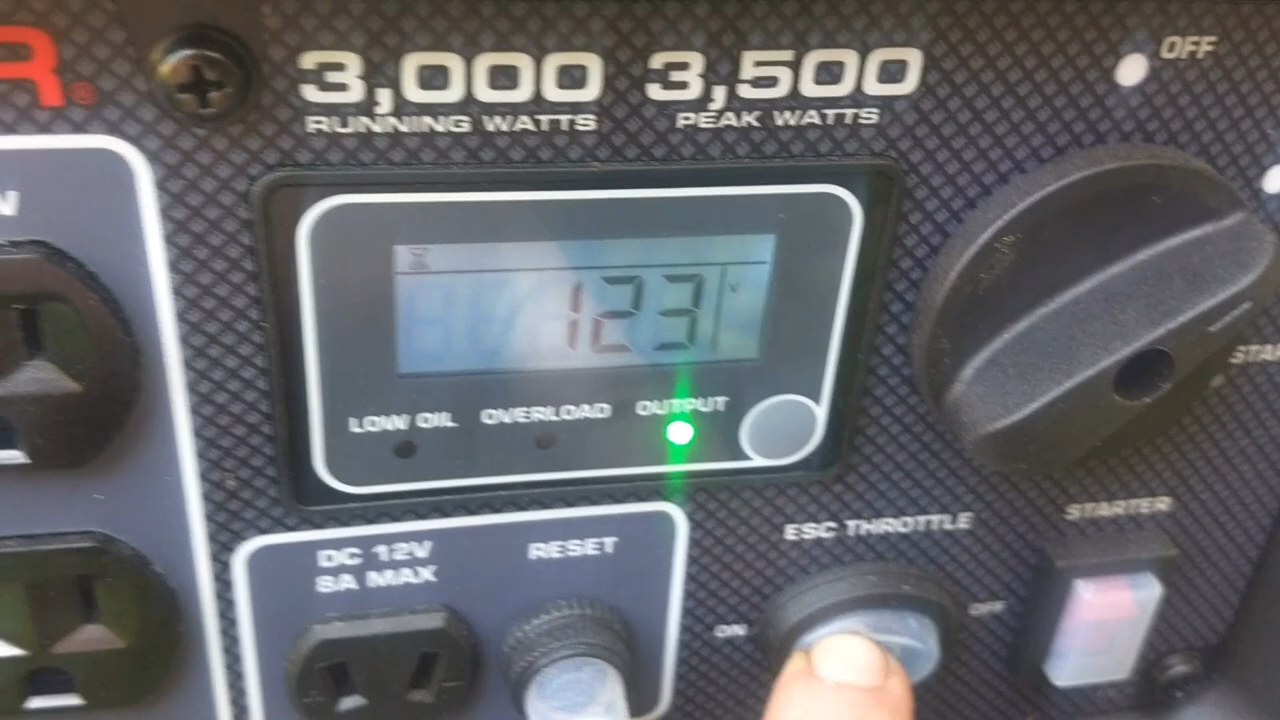 R®
3,000 3,500
RUNNING WATTS PEAK WATTS
OFF
N
123 V
START
LOW OIL OVERLOAD OUTPUT
DC 12V
8A MAX
RESET
ESC THROTTLE
ON OFF
STARTER